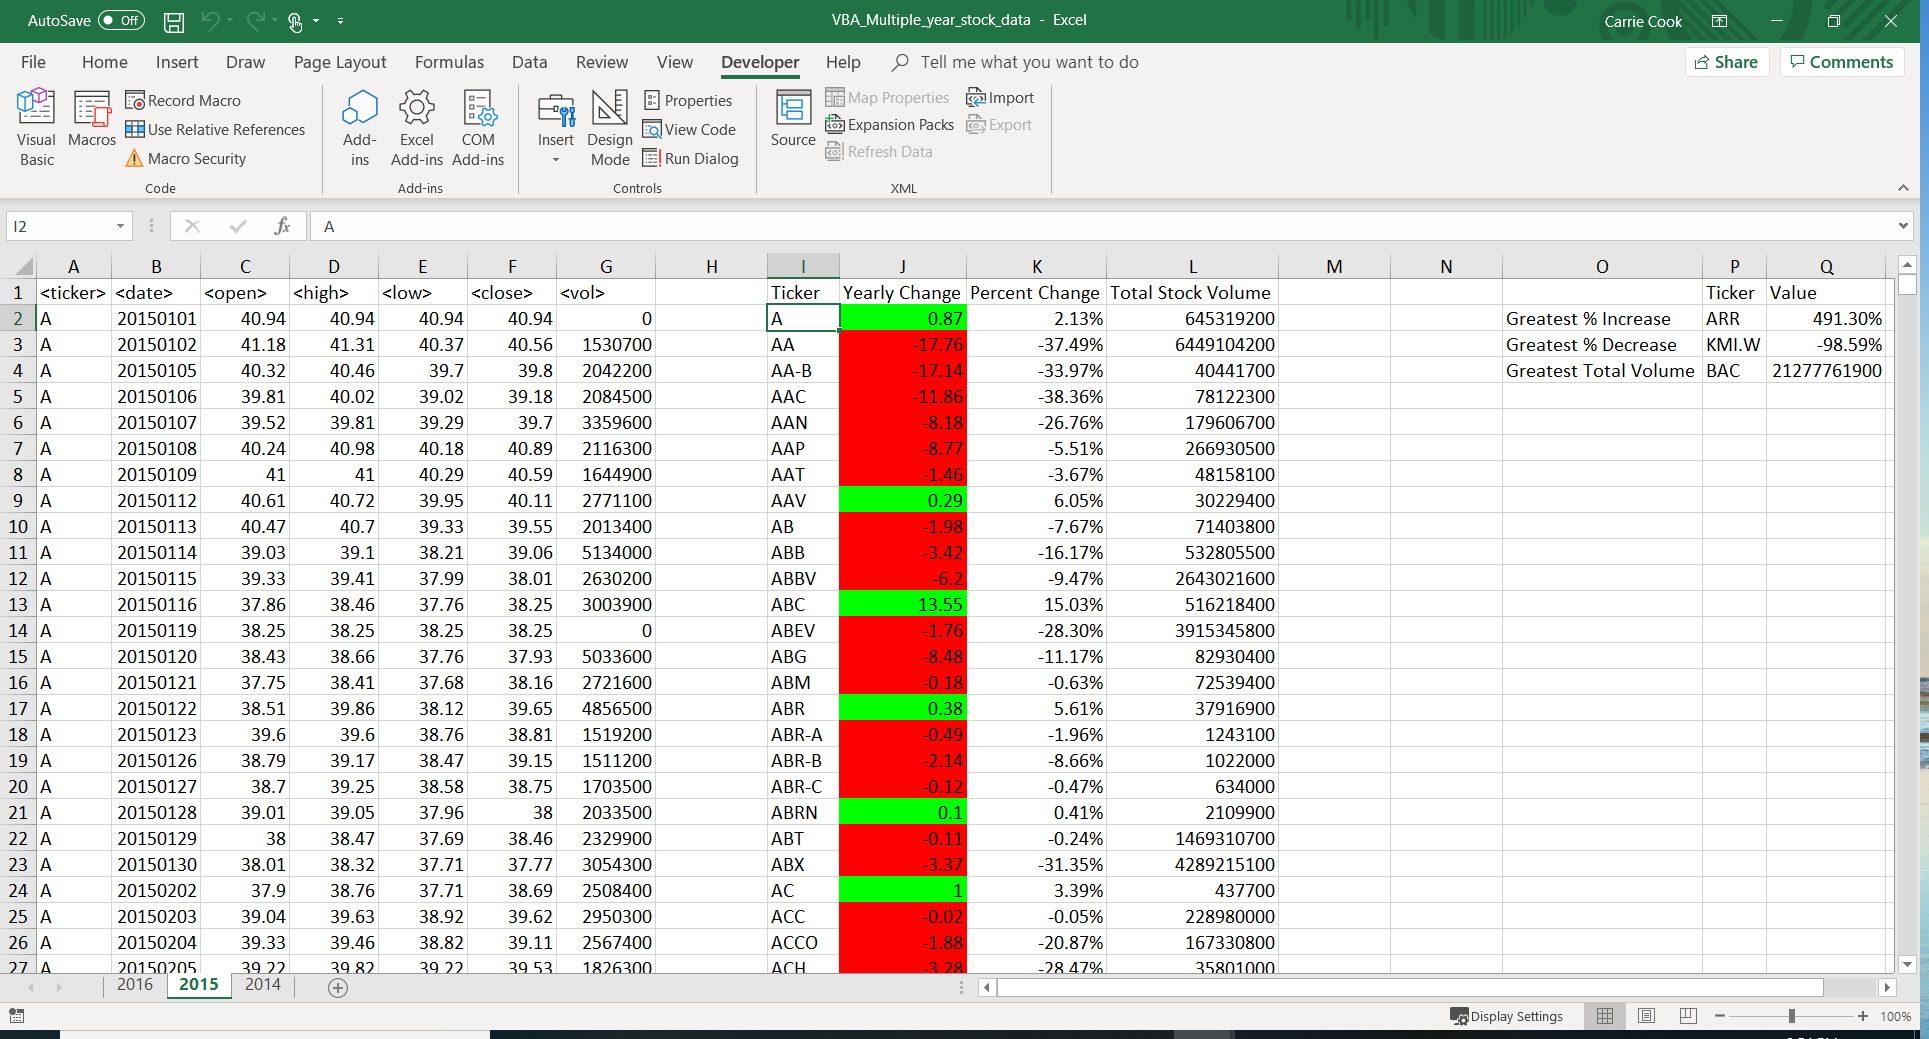 AutoSave Off VBA_Multiple_year_stock_data - Excel Carrie Cook
File Home Insert Draw Page Layout Formulas Data Review View Developer Help Tell me what you want to do Share Comments
Visual Basic
Macros
Record Macro
Use Relative References
Macro Security
Code
Add-ins
Excel Add-ins
COM Add-ins
Add-ins
Insert
Design Mode
Properties
View Code
Run Dialog
Controls
Source
Map Properties
Expansion Packs
Refresh Data
Import
Export
XML
I2 fx A
A B C D E F G H I J K L M N O P Q
1 <ticker> <date> <open> <high> <low> <close> <vol> Ticker Yearly Change Percent Change Total Stock Volume Ticker Value
2 A 20150101 40.94 40.94 40.94 40.94 0 A 0.87 2.13% 645319200 Greatest % Increase ARR 491.30%
3 A 20150102 41.18 41.31 40.37 40.56 1530700 AA -17.76 -37.49% 6449104200 Greatest % Decrease KMI.W -98.59%
4 A 20150105 40.32 40.46 39.7 39.8 2042200 AA-B -17.14 -33.97% 40441700 Greatest Total Volume BAC 21277761900
5 A 20150106 39.81 40.02 39.02 39.18 2084500 AAC -11.86 -38.36% 78122300
6 A 20150107 39.52 39.81 39.29 39.7 3359600 AAN -8.18 -26.76% 179606700
7 A 20150108 40.24 40.98 40.18 40.89 2116300 AAP -8.77 -5.51% 266930500
8 A 20150109 41 41 40.29 40.59 1644900 AAT -1.46 -3.67% 48158100
9 A 20150112 40.61 40.72 39.95 40.11 2771100 AAV 0.29 6.05% 30229400
10 A 20150113 40.47 40.7 39.33 39.55 2013400 AB -1.98 -7.67% 71403800
11 A 20150114 39.03 39.1 38.21 39.06 5134000 ABB -3.42 -16.17% 532805500
12 A 20150115 39.33 39.41 37.99 38.01 2630200 ABBV -6.2 -9.47% 2643021600
13 A 20150116 37.86 38.46 37.76 38.25 3003900 ABC 13.55 15.03% 516218400
14 A 20150119 38.25 38.25 38.25 38.25 0 ABEV -1.76 -28.30% 3915345800
15 A 20150120 38.43 38.66 37.76 37.93 5033600 ABG -8.48 -11.17% 82930400
16 A 20150121 37.75 38.41 37.68 38.16 2721600 ABM -0.18 -0.63% 72539400
17 A 20150122 38.51 39.86 38.12 39.65 4856500 ABR 0.38 5.61% 37916900
18 A 20150123 39.6 39.6 38.76 38.81 1519200 ABR-A -0.49 -1.96% 1243100
19 A 20150126 38.79 39.17 38.47 39.15 1511200 ABR-B -2.14 -8.66% 1022000
20 A 20150127 38.7 39.25 38.58 38.75 1703500 ABR-C -0.12 -0.47% 634000
21 A 20150128 39.01 39.05 37.96 38 2033500 ABRN 0.1 0.41% 2109900
22 A 20150129 38 38.47 37.69 38.46 2329900 ABT -0.11 -0.24% 1469310700
23 A 20150130 38.01 38.32 37.71 37.77 3054300 ABX -3.37 -31.35% 4289215100
24 A 20150202 37.9 38.76 37.71 38.69 2508400 AC 1 3.39% 437700
25 A 20150203 39.04 39.63 38.92 39.62 2950300 ACC -0.02 -0.05% 228980000
26 A 20150204 39.33 39.46 38.82 39.11 2567400 ACCO -1.88 -20.87% 167330800
27 A 20150205 39.22 39.82 39.22 39.53 1826300 ACH -3.28 -28.47% 35801000
2016 2015 2014
Display Settings 100%